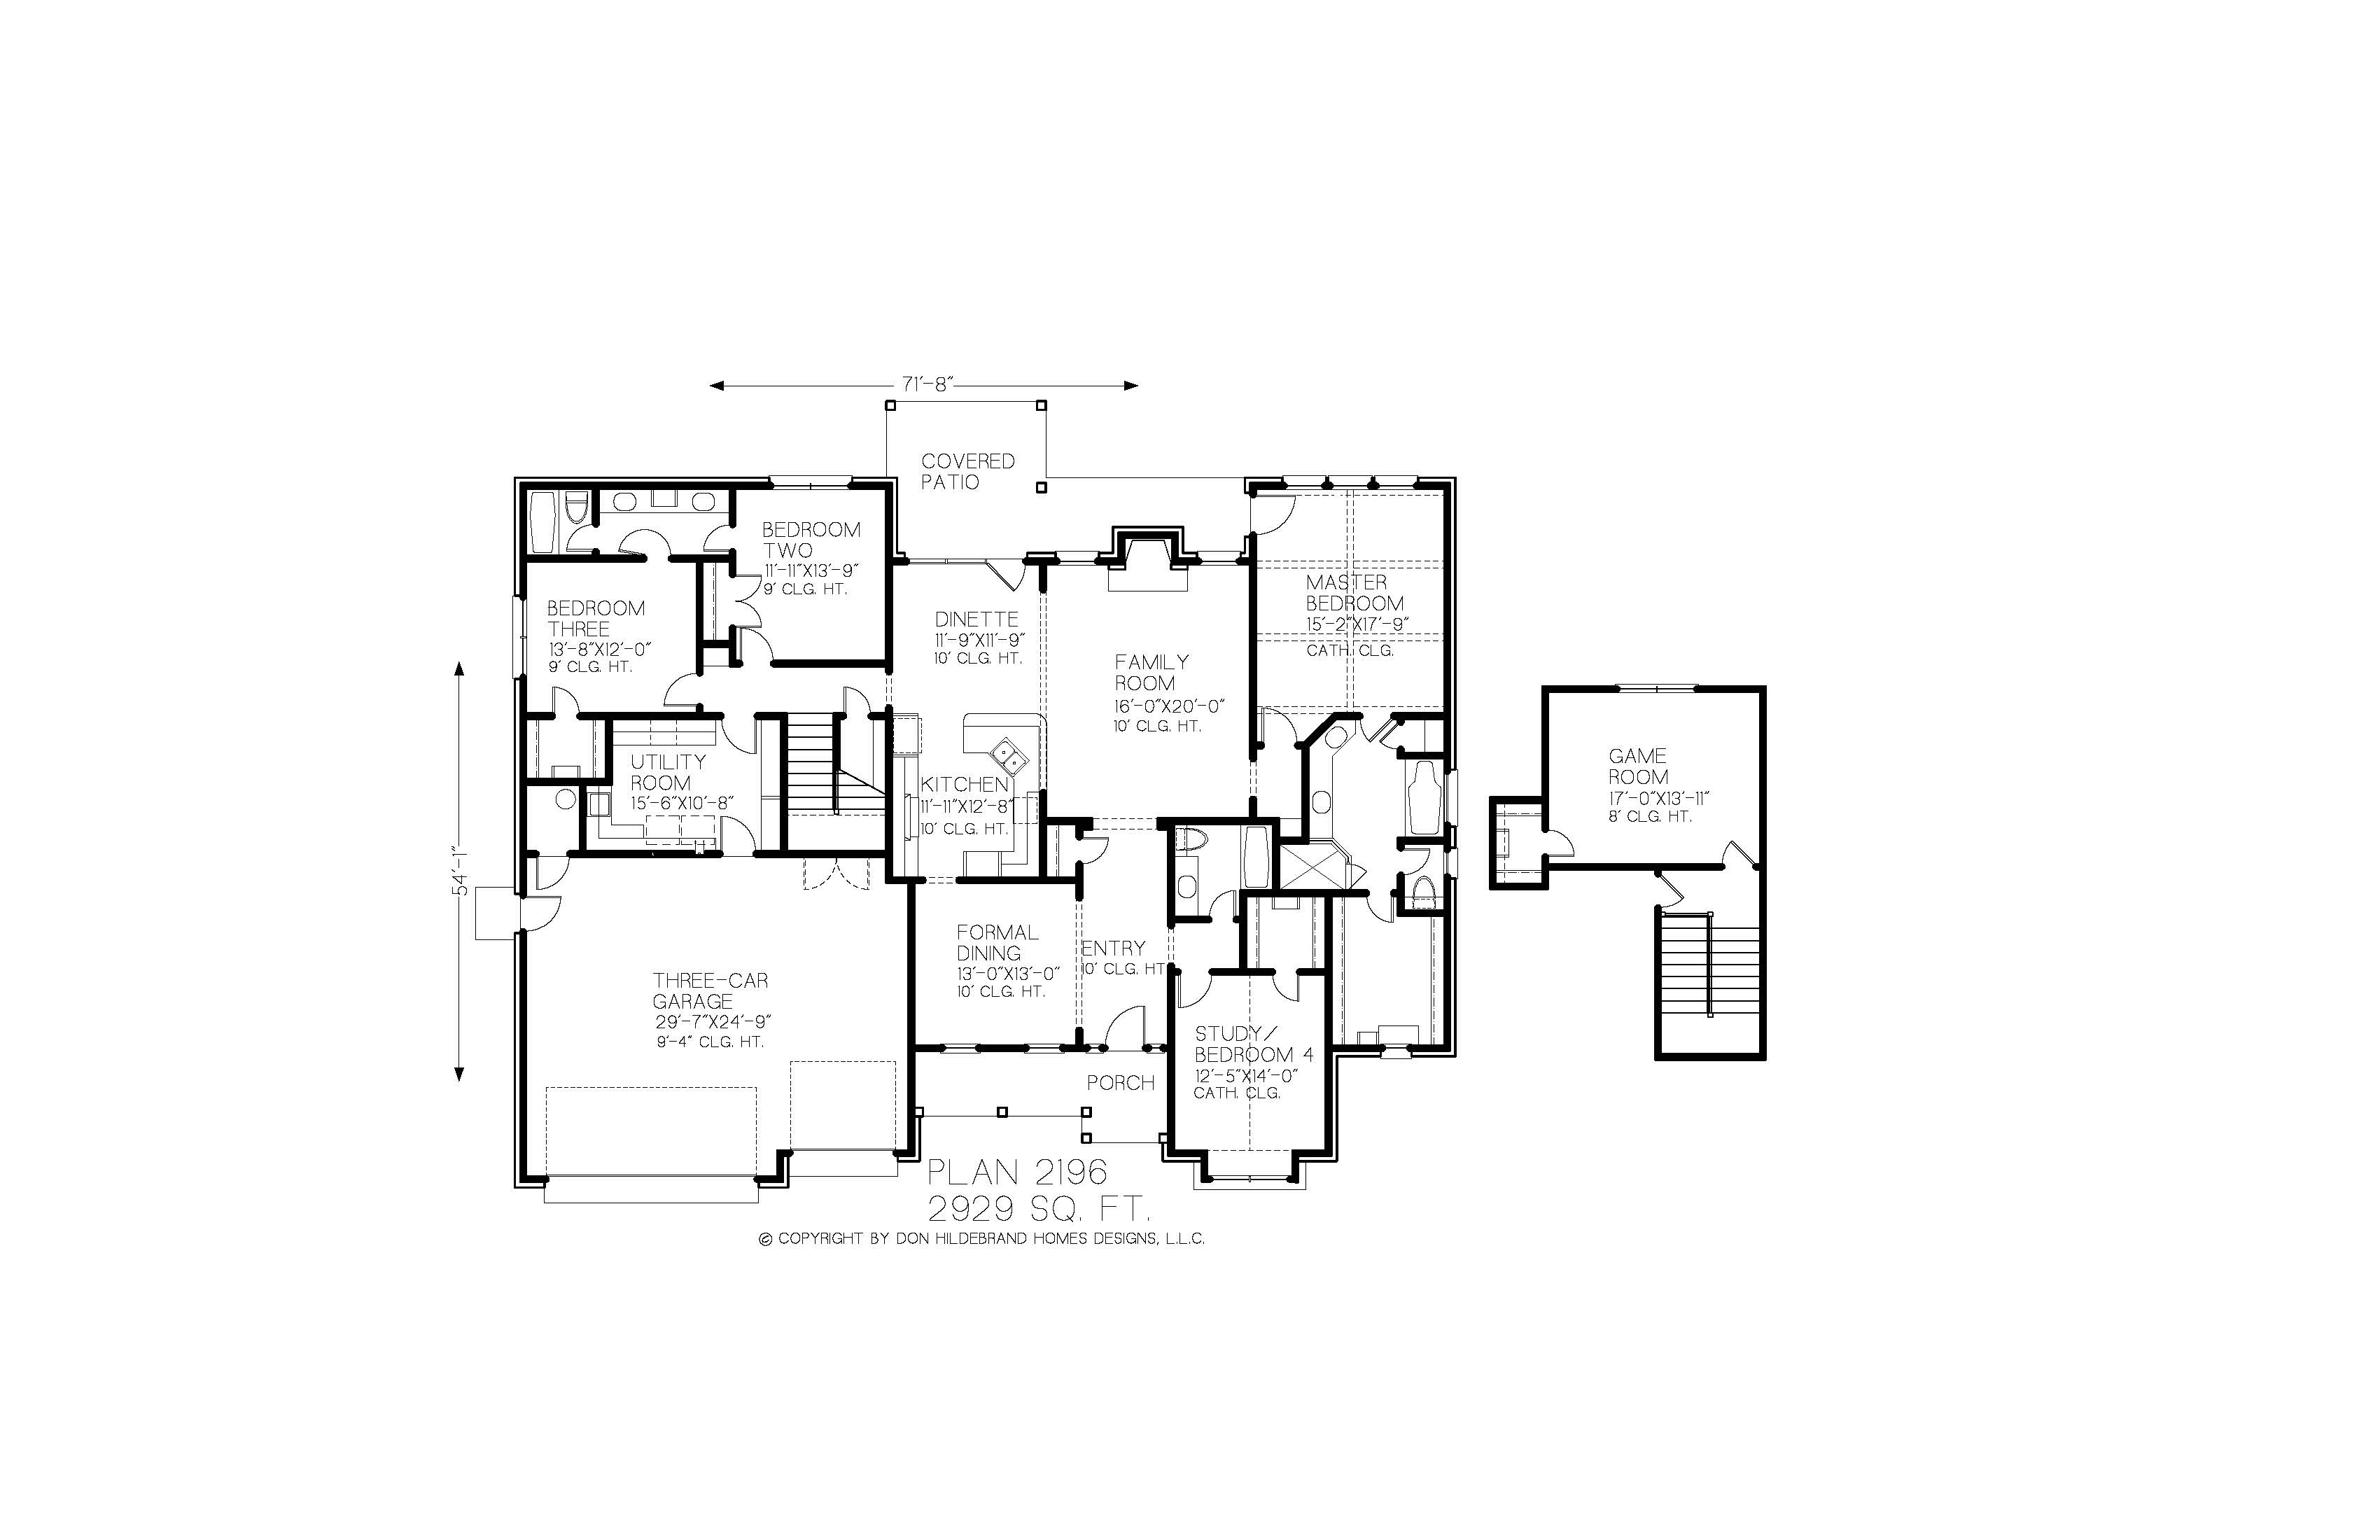 71'-8"
COVERED
PATIO
BEDROOM
TWO
11'-11"X13'-9"
9' CLG. HT.
BEDROOM
THREE
13'-8"X12'-0"
9' CLG. HT.
DINETTE
11'-9"X11'-9"
10' CLG. HT.
FAMILY
ROOM
16'-0"X20'-0"
10' CLG. HT.
MASTER
BEDROOM
15'-2"X17'-9"
CATH. CLG.
UTILITY
ROOM
15'-6"X10'-8"
KITCHEN
11'-11"X12'-8"
10' CLG. HT.
GAME
ROOM
17'-0"X13'-11"
8' CLG. HT.
54'-1"
FORMAL
DINING
13'-0"X13'-0"
10' CLG. HT.
ENTRY
10' CLG. HT.
THREE-CAR
GARAGE
29'-7"X24'-9"
9'-4" CLG. HT.
STUDY/
BEDROOM 4
12'-5"X14'-0"
CATH. CLG.
PORCH
PLAN 2196
2929 SQ. FT.
© COPYRIGHT BY DON HILDEBRAND HOMES DESIGNS, L.L.C.